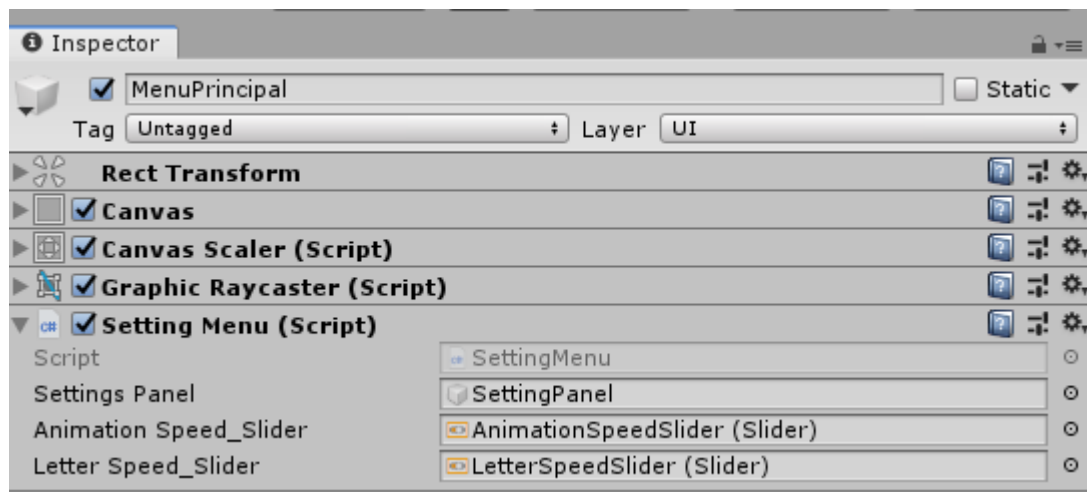 Inspector
MenuPrincipal Static
Tag Untagged Layer UI
Rect Transform
Canvas
Canvas Scaler (Script)
Graphic Raycaster (Script)
Setting Menu (Script)
Script SettingMenu
Settings Panel SettingPanel
Animation Speed_Slider AnimationSpeedSlider (Slider)
Letter Speed_Slider LetterSpeedSlider (Slider)